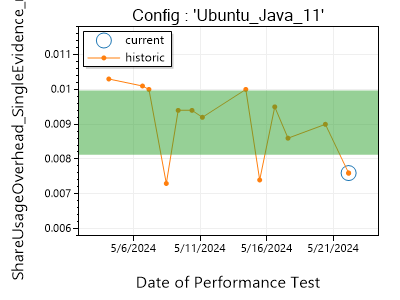 Config : 'Ubuntu_Java_11'
current
historic
ShareUsageOverhead_SingleEvidence_
0.011
0.01
0.009
0.008
0.007
0.006
5/6/2024
5/11/2024
5/16/2024
5/21/2024
Date of Performance Test